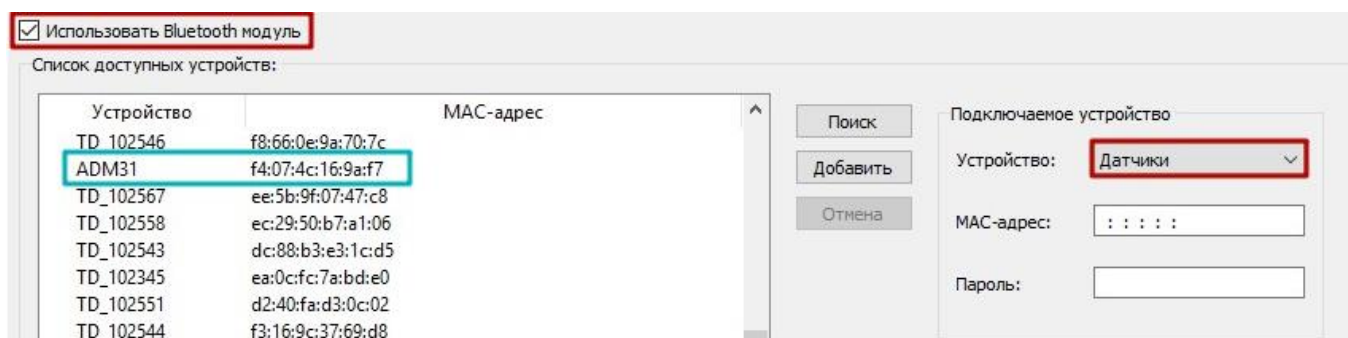 Использовать Bluetooth модуль
Список доступных устройств:
Устройство MAC-адрес
TD_102546 f8:66:0e:9a:70:7c
ADM31 f4:07:4c:16:9a:f7
TD_102567 ee:5b:9f:07:47:c8
TD_102558 ec:29:50:b7:a1:06
TD_102543 dc:88:b3:e3:1c:d5
TD_102345 ea:0c:fc:7a:bd:e0
TD_102551 d2:40:fa:d3:0c:02
TD_102544 f3:16:9c:37:69:d8
Поиск
Добавить
Отмена
Подключаемое устройство
Устройство: Датчики
MAC-адрес: : : : : :
Пароль: